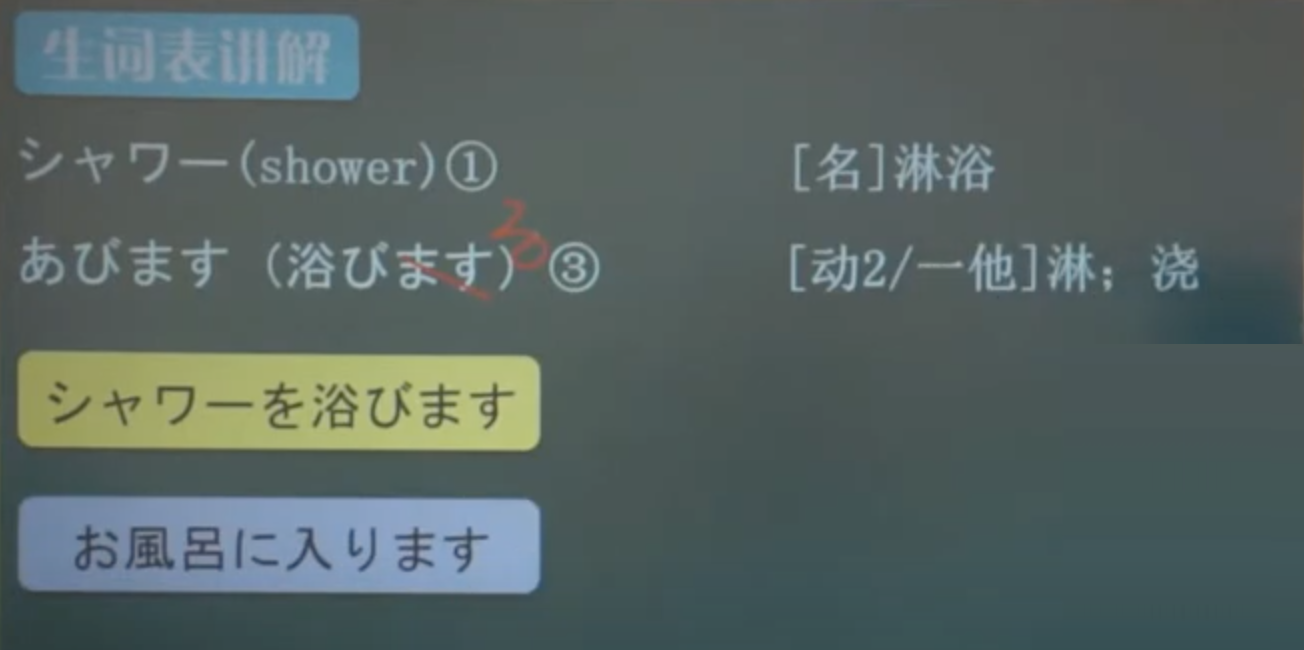 生词表讲解
シャワー(shower)① [名]淋浴
あびます（浴びます）る③ [动2/一他]淋；浇
シャワーを浴びます
お風呂に入ります